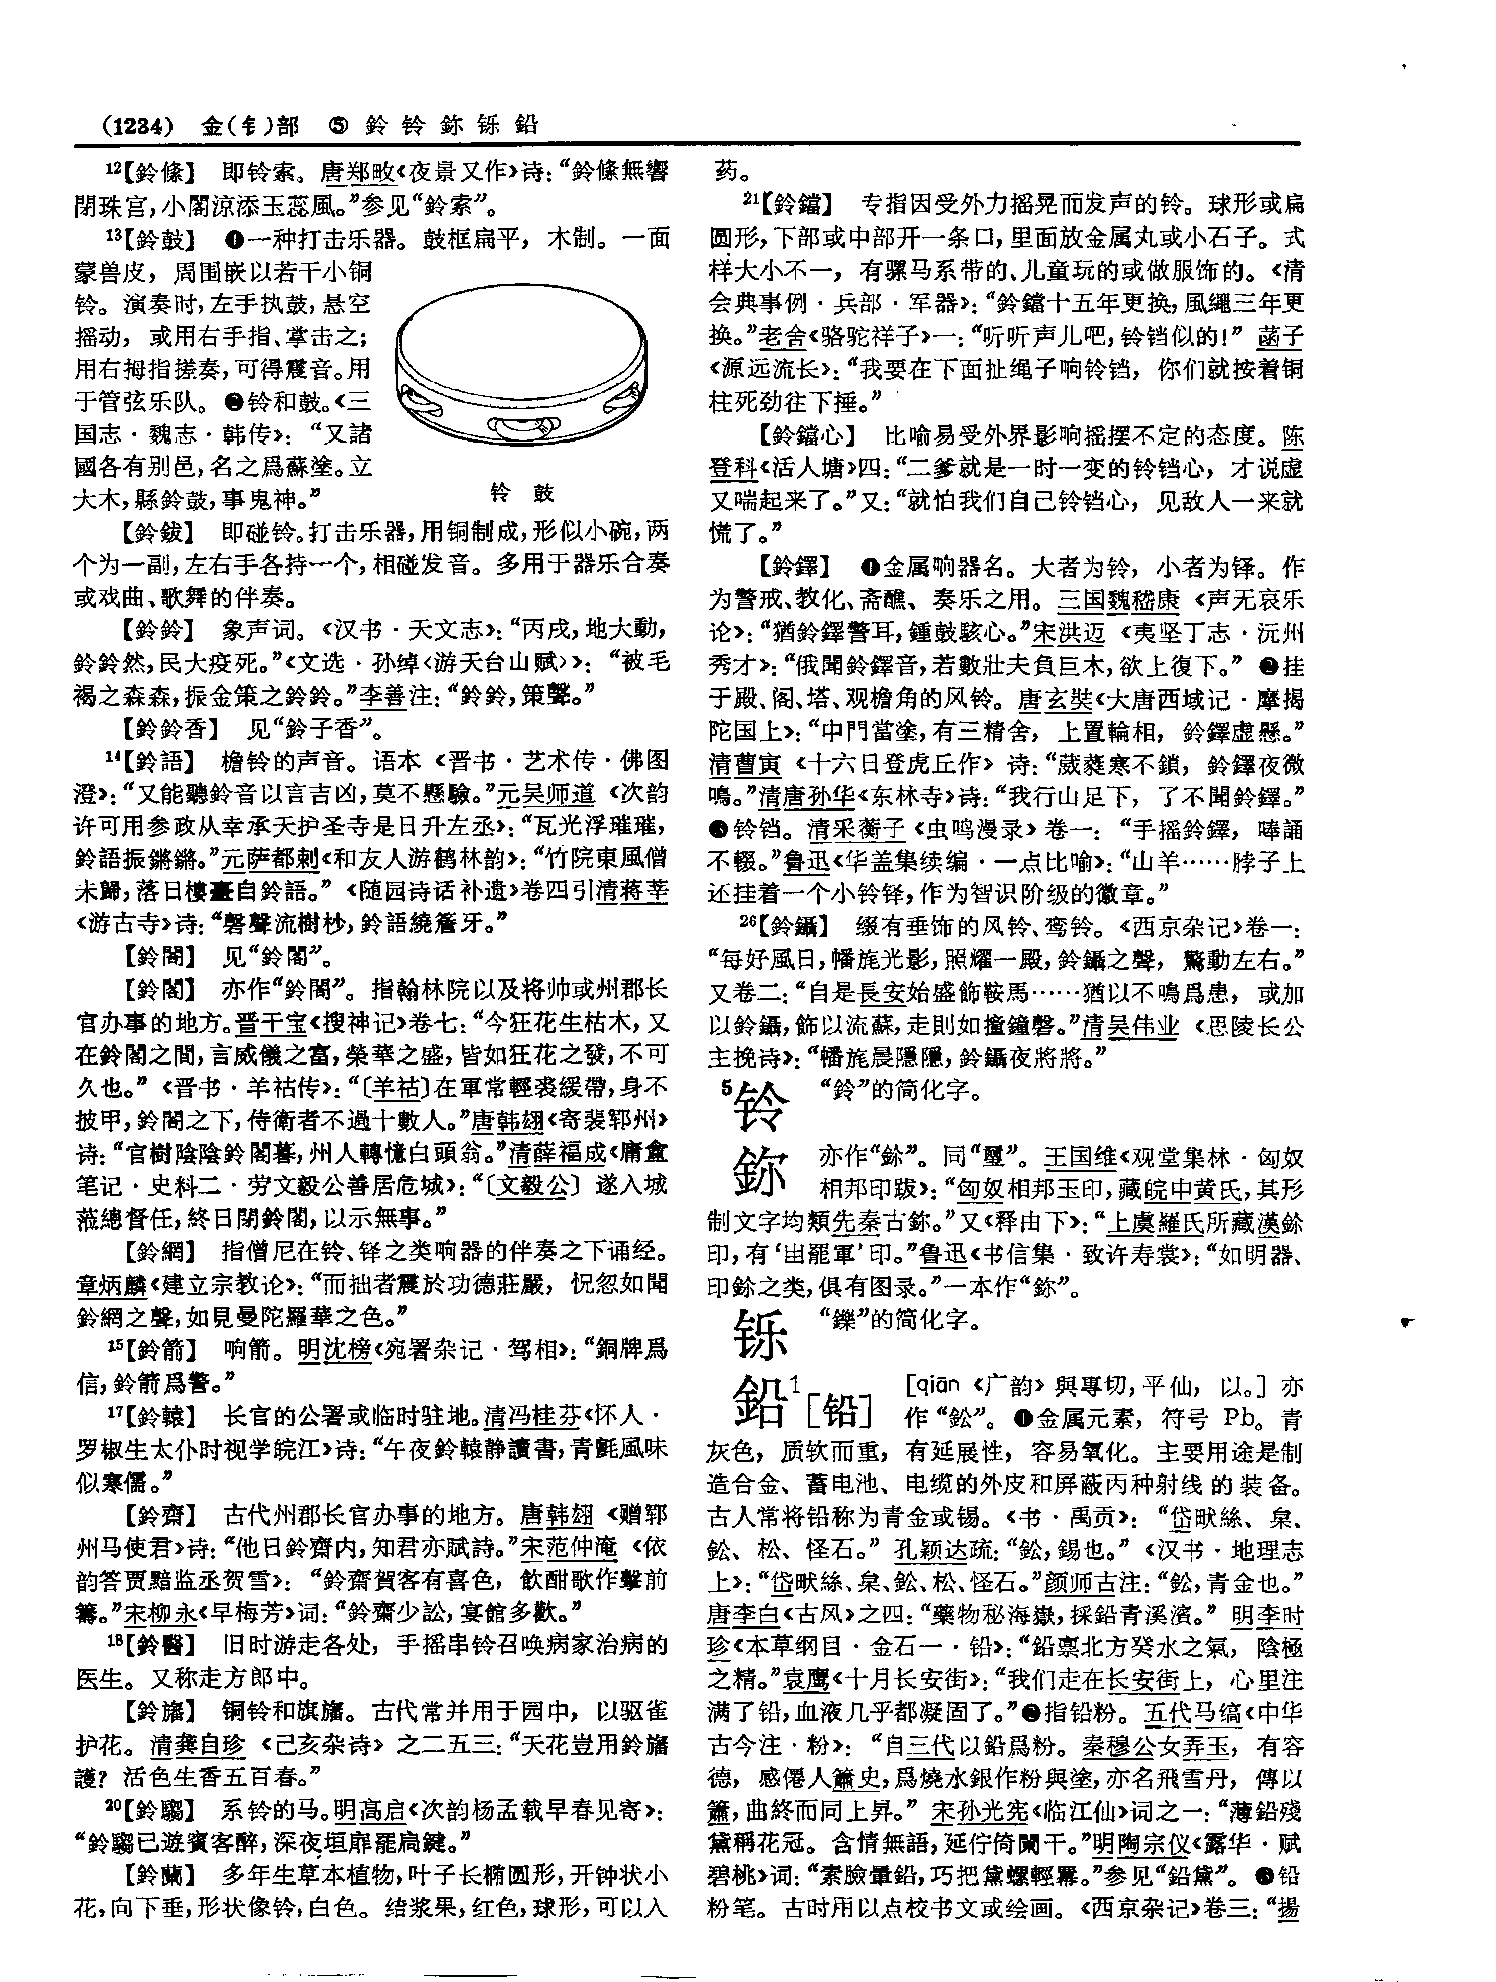 (1234) 金(钅)部 ⑤ 鈴 铃 鉨 铄 鉛
12【鈴絛】 即铃索。唐郑畋《夜景又作》诗:“鈴絛無響
閉珠宫,小閣涼添玉蕊風。”参见“鈴索”。
13【鈴鼓】 ❶一种打击乐器。鼓框扁平，木制。一面
蒙兽皮，周围嵌以若干小铜
铃。演奏时,左手执鼓,悬空
摇动，或用右手指、掌击之;
用右拇指搓奏,可得震音。用
于管弦乐队。❷铃和鼓。《三
国志·魏志·韩传》:“又諸
國各有别邑,名之爲蘇塗。立
大木,縣鈴鼓,事鬼神。”
铃 鼓
【鈴鈸】 即碰铃。打击乐器,用铜制成,形似小碗,两
个为一副,左右手各持一个,相碰发音。多用于器乐合奏
或戏曲、歌舞的伴奏。
【鈴鈴】 象声词。《汉书·天文志》:“丙戌,地大動,
鈴鈴然,民大疫死。”《文选·孙绰〈游天台山赋〉》:“被毛
褐之森森,振金策之鈴鈴。”李善注:“鈴鈴,策聲。”
【鈴鈴香】 见“鈴子香”。
14【鈴語】 檐铃的声音。语本《晋书·艺术传·佛图
澄》:“又能聽鈴音以言吉凶,莫不懸驗。”元吴师道《次韵
许可用参政从幸承天护圣寺是日升左丞》:“瓦光浮璀璀,
鈴語振鏘鏘。”元萨都剌《和友人游鹤林韵》:“竹院東風僧
未歸,落日樓臺自鈴語。”《随园诗话补遗》卷四引清蒋莘
《游古寺》诗:“磬聲流樹杪,鈴語繞簷牙。”
【鈴閤】 见“鈴閣”。
【鈴閣】 亦作“鈴閤”。指翰林院以及将帅或州郡长
官办事的地方。晋干宝《搜神记》卷七:“今狂花生枯木,又
在鈴閣之間,言威儀之富,榮華之盛,皆如狂花之發,不可
久也。”《晋书·羊祜传》:“〔羊祜〕在軍常輕裘緩帶,身不
披甲,鈴閤之下,侍衛者不過十數人。”唐韩翃《寄裴郓州》
诗:“官樹陰陰鈴閣暮,州人轉憶白頭翁。”清薛福成《庸盦
笔记·史料二·劳文毅公善居危城》:“〔文毅公〕遂入城
蒞總督任,終日閉鈴閣,以示無事。”
【鈴網】 指僧尼在铃、铎之类响器的伴奏之下诵经。
章炳麟《建立宗教论》:“而拙者震於功德莊嚴，怳忽如聞
鈴網之聲,如見曼陀羅華之色。”
15【鈴箭】 响箭。明沈榜《宛署杂记·驾相》:“銅牌爲
信,鈴箭爲警。”
17【鈴轅】 长官的公署或临时驻地。清冯桂芬《怀人·
罗椒生太仆时视学皖江》诗:“午夜鈴轅静讀書,青氈風味
似寒儒。”
【鈴齋】 古代州郡长官办事的地方。唐韩翃《赠郓
州马使君》诗:“他日鈴齋内,知君亦賦詩。”宋范仲淹《依
韵答贾黯监丞贺雪》:“鈴齋賀客有喜色，飲酣歌作擊前
籌。”宋柳永《早梅芳》词:“鈴齋少訟,宴館多歡。”
18【鈴醫】 旧时游走各处，手摇串铃召唤病家治病的
医生。又称走方郎中。
【鈴旛】 铜铃和旗旛。古代常并用于园中，以驱雀
护花。清龚自珍《己亥杂诗》之二五三:“天花豈用鈴旛
護? 活色生香五百春。”
20【鈴騶】 系铃的马。明高启《次韵杨孟载早春见寄》:
“鈴騶已遊賓客醉,深夜垣扉罷扃鍵。”
【鈴蘭】 多年生草本植物,叶子长椭圆形,开钟状小
花,向下垂,形状像铃,白色。结浆果,红色,球形,可以入
药。
21【鈴鐺】 专指因受外力摇晃而发声的铃。球形或扁
圆形,下部或中部开一条口,里面放金属丸或小石子。式
样大小不一，有骡马系带的、儿童玩的或做服饰的。《清
会典事例·兵部·军器》:“鈴鐺十五年更换,風繩三年更
换。”老舍《骆驼祥子》一:“听听声儿吧,铃铛似的!”菡子
《源远流长》:“我要在下面扯绳子响铃铛，你们就按着铜
柱死劲往下捶。”
【鈴鐺心】 比喻易受外界影响摇摆不定的态度。陈
登科《活人塘》四:“二爹就是一时一变的铃铛心，才说虚
又喘起来了。”又:“就怕我们自己铃铛心，见敌人一来就
慌了。”
【鈴鐸】 ❶金属响器名。大者为铃，小者为铎。作
为警戒、教化、斋醮、奏乐之用。三国魏嵇康《声无哀乐
论》:“猶鈴鐸警耳,鍾鼓駭心。”宋洪迈《夷坚丁志·沅州
秀才》:“俄聞鈴鐸音,若數壯夫負巨木,欲上復下。”❷挂
于殿、阁、塔、观檐角的风铃。唐玄奘《大唐西域记·摩揭
陀国上》:“中門當塗,有三精舍，上置輪相，鈴鐸虚懸。”
清曹寅《十六日登虎丘作》诗:“葳蕤寒不鎖，鈴鐸夜微
鳴。”清唐孙华《东林寺》诗:“我行山足下，了不聞鈴鐸。”
❸铃铛。清采蘅子《虫鸣漫录》卷一:“手摇鈴鐸，唪誦
不輟。”鲁迅《华盖集续编·一点比喻》:“山羊……脖子上
还挂着一个小铃铎,作为智识阶级的徽章。”
26【鈴鑷】 缀有垂饰的风铃、鸾铃。《西京杂记》卷一:
“每好風日,幡旄光影,照耀一殿,鈴鑷之聲，驚動左右。”
又卷二:“自是長安始盛飾鞍馬……猶以不鳴爲患，或加
以鈴鑷,飾以流蘇,走則如撞鐘磬。”清吴伟业《思陵长公
主挽诗》:“幡旄晨隱隱,鈴鑷夜將將。”
5铃 “鈴”的简化字。
鉨 亦作“鉩”。同“璽”。王国维《观堂集林·匈奴
相邦印跋》:“匈奴相邦玉印,藏皖中黄氏,其形
制文字均類先秦古鉨。”又《释由下》:“上虞羅氏所藏漢鉩
印,有‘甾罷軍’印。”鲁迅《书信集·致许寿裳》:“如明器、
印鉩之类,俱有图录。”一本作“鉨”。
铄 “鑠”的简化字。
鉛1[铅] [qiān《广韵》與專切,平仙，以。] 亦
作“鈆”。❶金属元素，符号 Pb。青
灰色，质软而重，有延展性，容易氧化。主要用途是制
造合金、蓄电池、电缆的外皮和屏蔽丙种射线的装备。
古人常将铅称为青金或锡。《书·禹贡》:“岱畎絲、枲、
鈆、松、怪石。”孔颖达疏:“鈆,錫也。”《汉书·地理志
上》:“岱畎絲、枲、鈆、松、怪石。”颜师古注:“鈆,青金也。”
唐李白《古风》之四:“藥物秘海嶽,採鉛青溪濱。”明李时
珍《本草纲目·金石一·铅》:“鉛禀北方癸水之氣，陰極
之精。”袁鹰《十月长安街》:“我们走在长安街上，心里注
满了铅,血液几乎都凝固了。”❷指铅粉。五代马缟《中华
古今注·粉》:“自三代以鉛爲粉。秦穆公女弄玉，有容
德，感僊人簫史,爲燒水銀作粉與塗,亦名飛雪丹，傳以
簫,曲終而同上昇。”宋孙光宪《临江仙》词之一:“薄鉛殘
黛稱花冠。含情無語,延佇倚闌干。”明陶宗仪《露华·赋
碧桃》词:“素臉暈鉛,巧把黛螺輕羃。”参见“鉛黛”。❸铅
粉笔。古时用以点校书文或绘画。《西京杂记》卷三:“揚